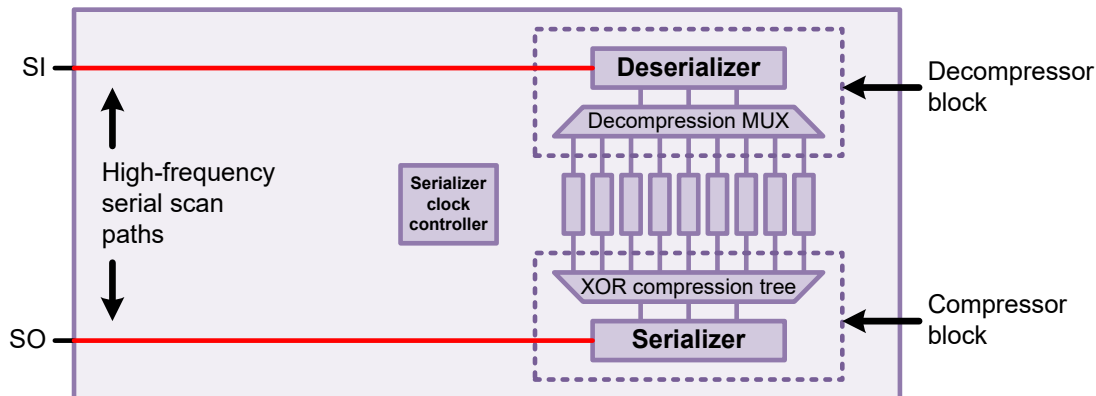 SI
Deserializer
Decompression MUX
Decompressor
block
High-frequency
serial scan
paths
Serializer
clock
controller
XOR compression tree
Compressor
block
SO
Serializer